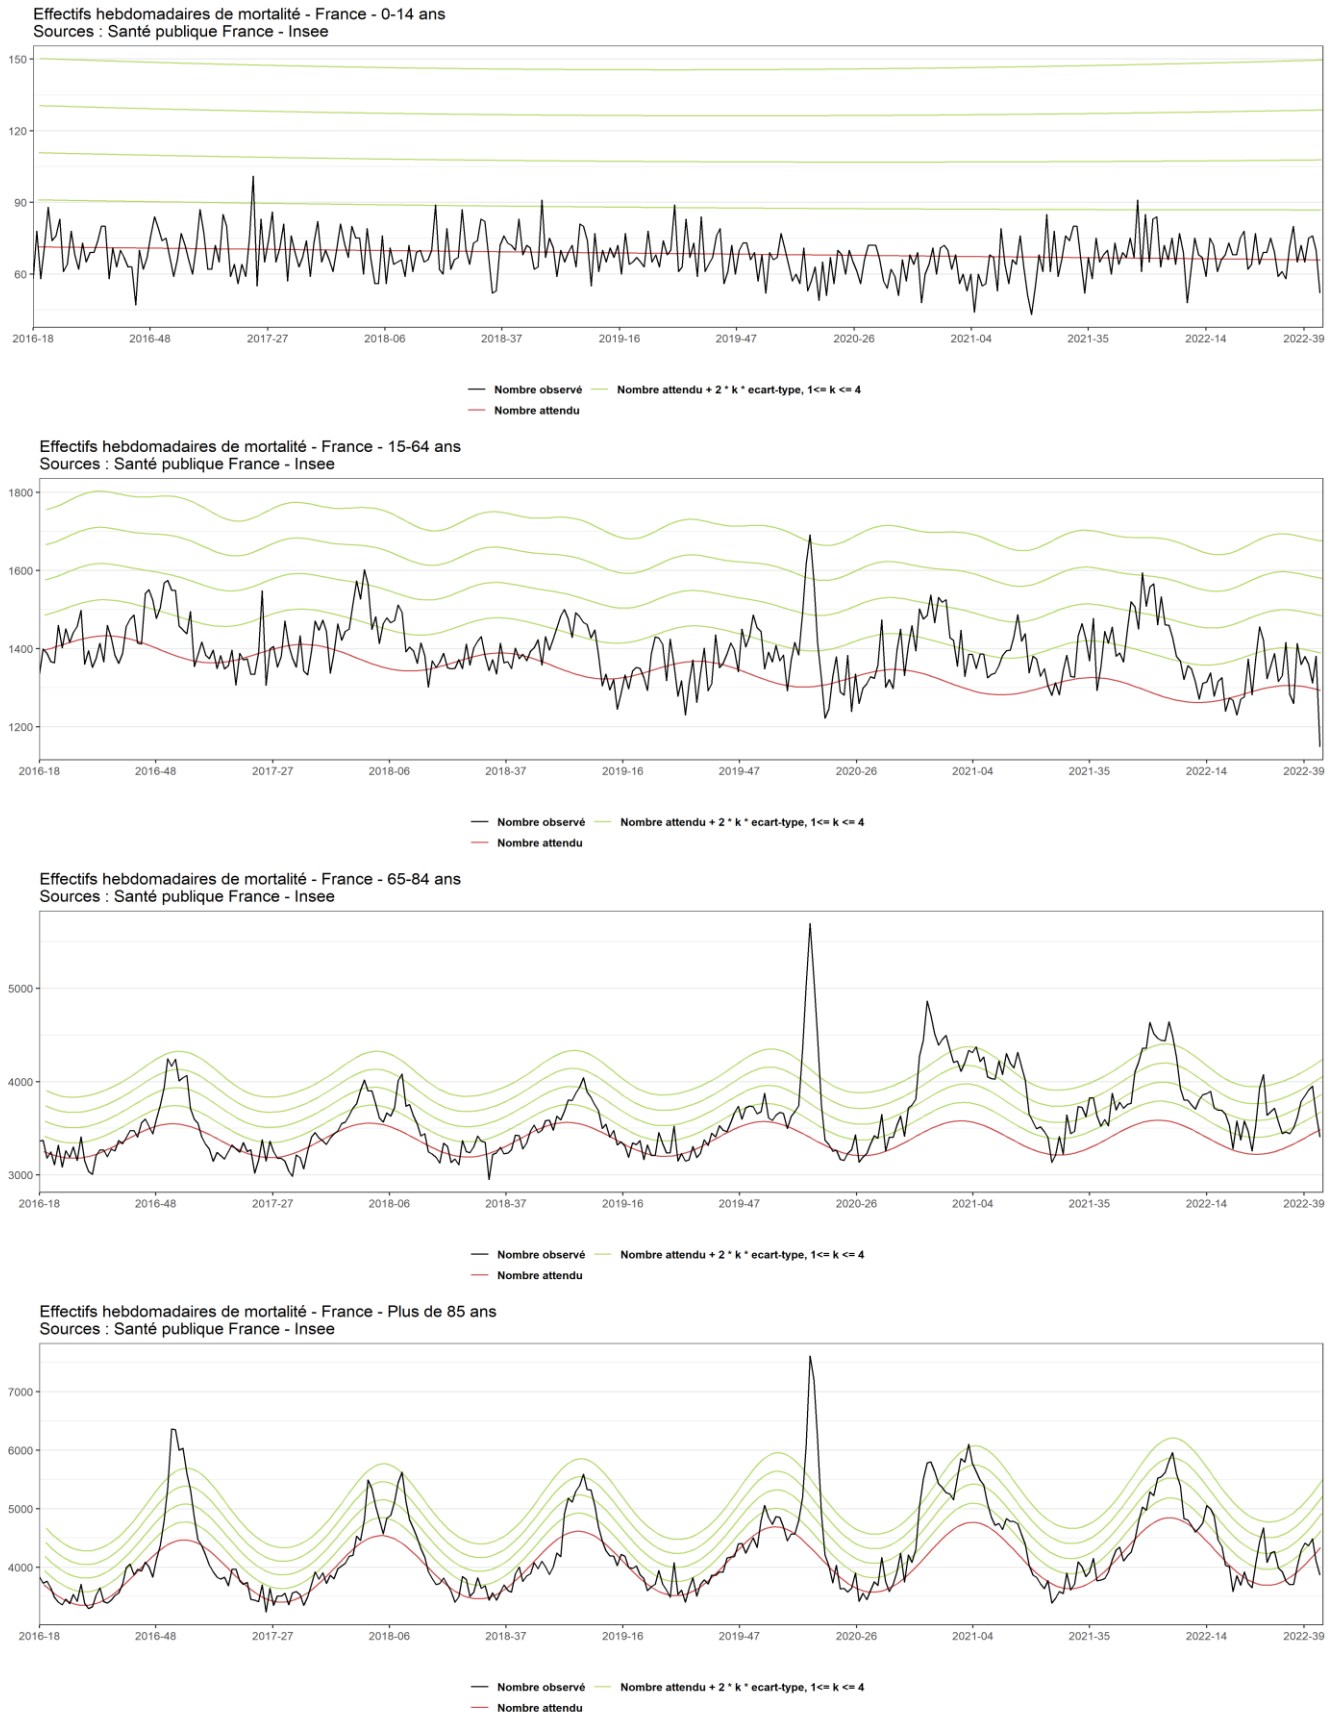 Effectifs hebdomadaires de mortalité - France - 0-14 ans
Sources : Santé publique France - Insee
150
120
90
60
2016-18 2016-48 2017-27 2018-06 2018-37 2019-16 2019-47 2020-26 2021-04 2021-35 2022-14 2022-39
Nombre observé Nombre attendu + 2 * k * ecart-type, 1<= k <= 4
Nombre attendu
Effectifs hebdomadaires de mortalité - France - 15-64 ans
Sources : Santé publique France - Insee
1800
1600
1400
1200
2016-18 2016-48 2017-27 2018-06 2018-37 2019-16 2019-47 2020-26 2021-04 2021-35 2022-14 2022-39
Nombre observé Nombre attendu + 2 * k * ecart-type, 1<= k <= 4
Nombre attendu
Effectifs hebdomadaires de mortalité - France - 65-84 ans
Sources : Santé publique France - Insee
5000
4000
3000
2016-18 2016-48 2017-27 2018-06 2018-37 2019-16 2019-47 2020-26 2021-04 2021-35 2022-14 2022-39
Nombre observé Nombre attendu + 2 * k * ecart-type, 1<= k <= 4
Nombre attendu
Effectifs hebdomadaires de mortalité - France - Plus de 85 ans
Sources : Santé publique France - Insee
7000
6000
5000
4000
2016-18 2016-48 2017-27 2018-06 2018-37 2019-16 2019-47 2020-26 2021-04 2021-35 2022-14 2022-39
Nombre observé Nombre attendu + 2 * k * ecart-type, 1<= k <= 4
Nombre attendu